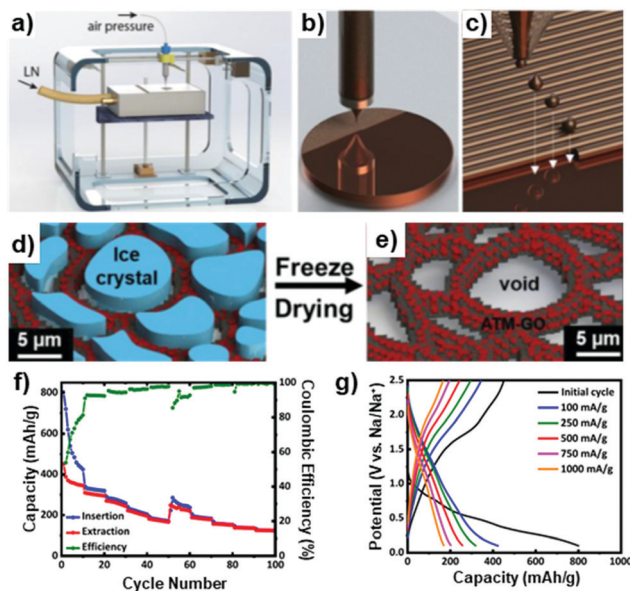 a)
air pressure
LN
b)
c)
d)
Ice
crystal
5 µm
Freeze
Drying
e)
void
ATM-GO
5 µm
f)
Capacity (mAh/g)
800
600
400
200
0
0 20 40 60 80 100
Cycle Number
Insertion
Extraction
Efficiency
100
80
60
40
20
0
Coulombic Efficiency (%)
g)
Potential (V vs. Na/Na⁺)
2.5
2.0
1.5
1.0
0.5
0.0
0 200 400 600 800 1000
Capacity (mAh/g)
Initial cycle
100 mA/g
250 mA/g
500 mA/g
750 mA/g
1000 mA/g